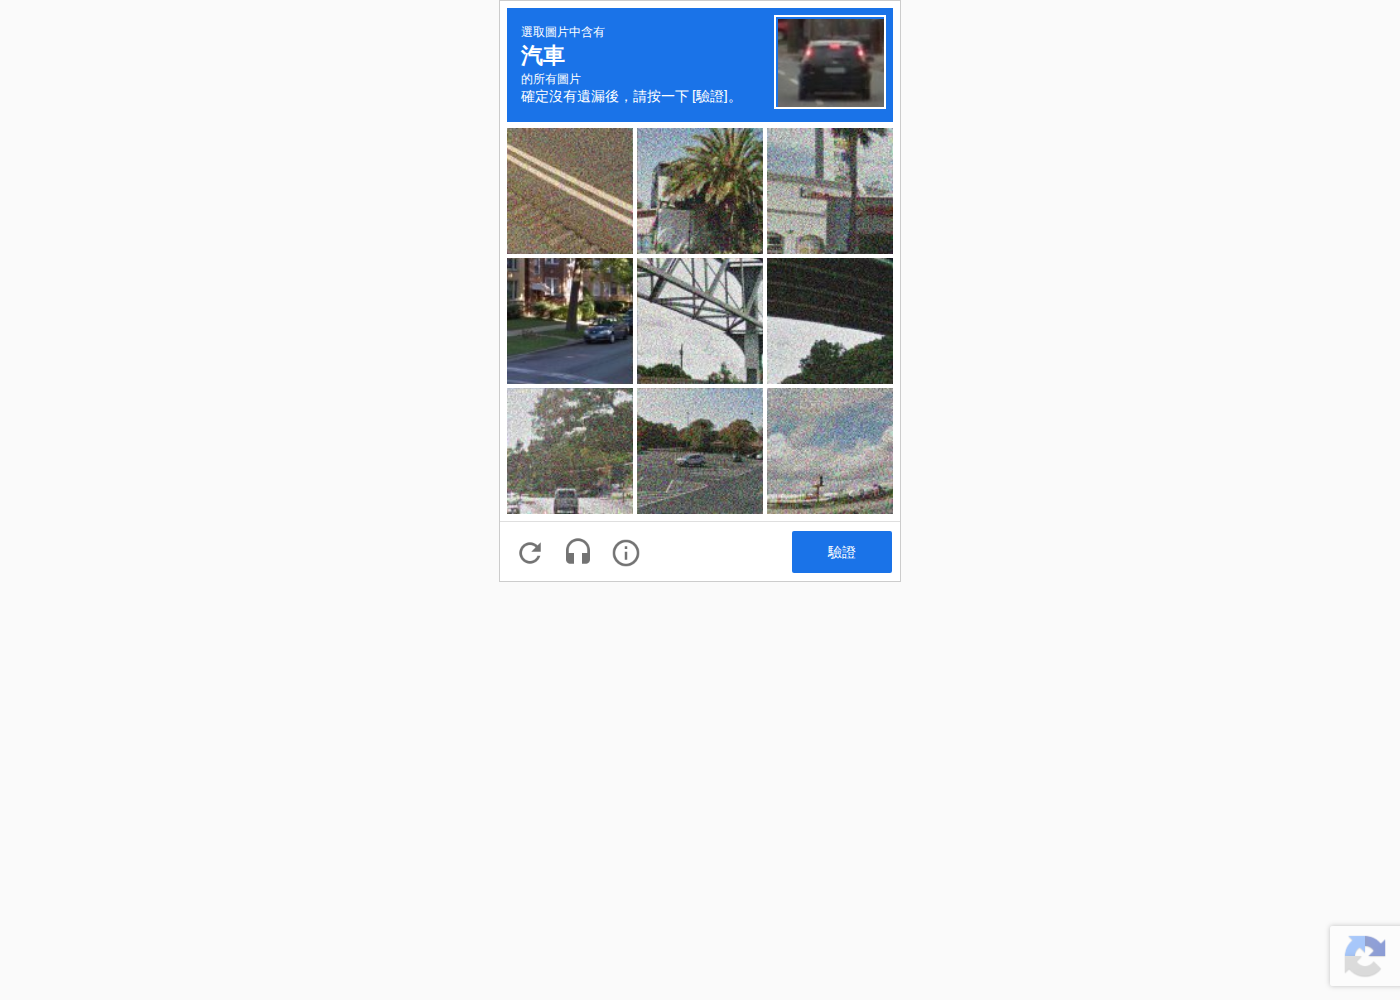 選取圖片中含有
汽車
的所有圖片
確定沒有遺漏後，請按一下 [驗證]。
驗證